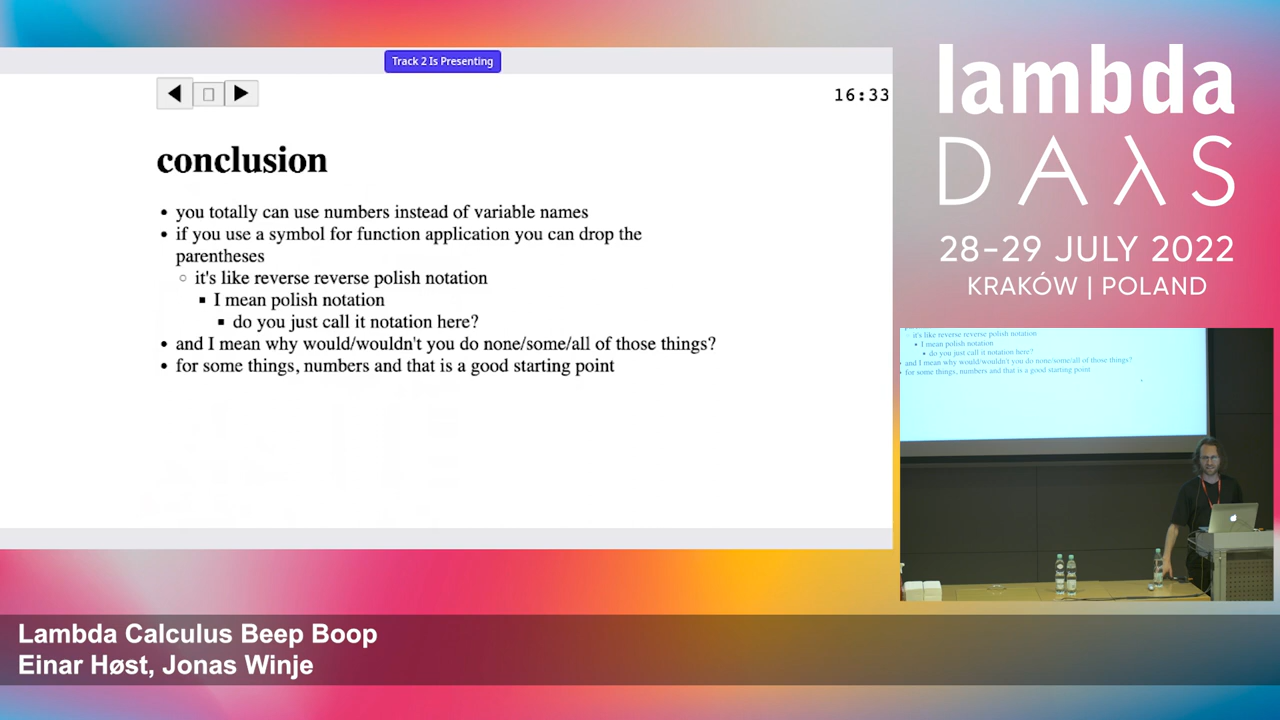 Track 2 Is Presenting
16:33
conclusion
• you totally can use numbers instead of variable names
• if you use a symbol for function application you can drop the
parentheses
○ it's like reverse reverse polish notation
▪ I mean polish notation
▪ do you just call it notation here?
• and I mean why would/wouldn't you do none/some/all of those things?
• for some things, numbers and that is a good starting point
lambda
DAλS
28–29 JULY 2022
KRAKÓW | POLAND
it's like reverse reverse polish notation
• I mean polish notation
• do you just call it notation here?
and I mean why would/wouldn't you do none/some/all of those things?
for some things, numbers and that is a good starting point
Lambda Calculus Beep Boop
Einar Høst, Jonas Winje